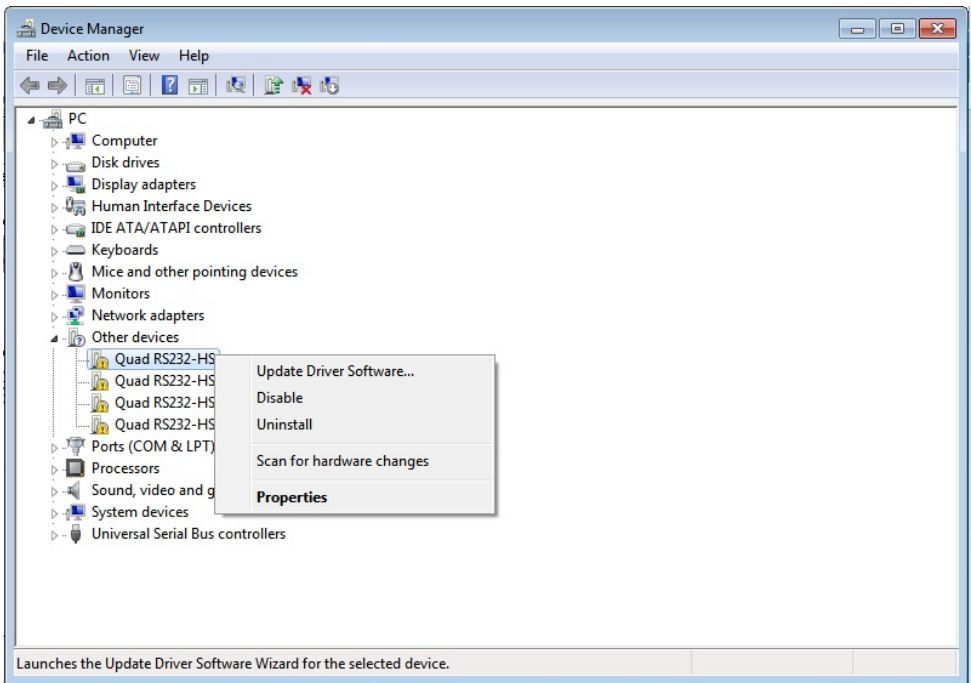 Device Manager
File Action View Help
PC
Computer
Disk drives
Display adapters
Human Interface Devices
IDE ATA/ATAPI controllers
Keyboards
Mice and other pointing devices
Monitors
Network adapters
Other devices
Quad RS232-HS
Quad RS232-HS
Quad RS232-HS
Quad RS232-HS
Ports (COM & LPT)
Processors
Sound, video and g
System devices
Universal Serial Bus controllers
Update Driver Software...
Disable
Uninstall
Scan for hardware changes
Properties
Launches the Update Driver Software Wizard for the selected device.